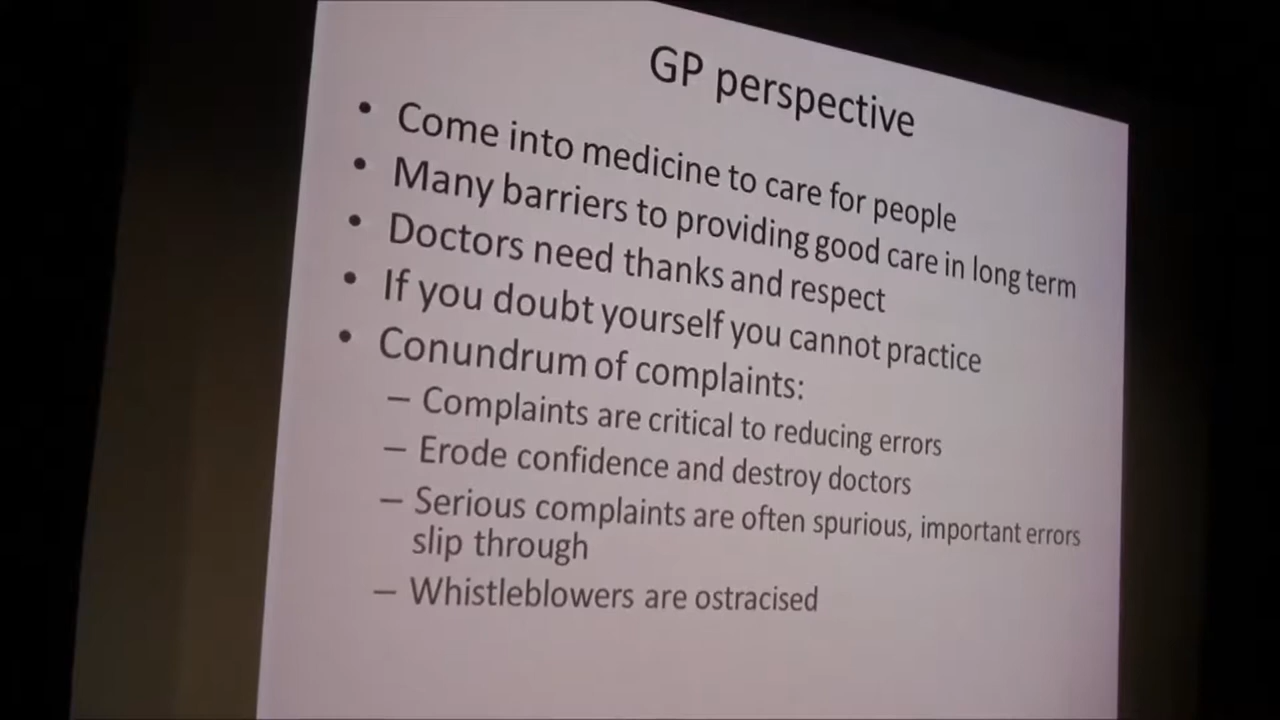 GP perspective
• Come into medicine to care for people
• Many barriers to providing good care in long term
• Doctors need thanks and respect
• If you doubt yourself you cannot practice
• Conundrum of complaints:
– Complaints are critical to reducing errors
– Erode confidence and destroy doctors
– Serious complaints are often spurious, important errors
slip through
– Whistleblowers are ostracised